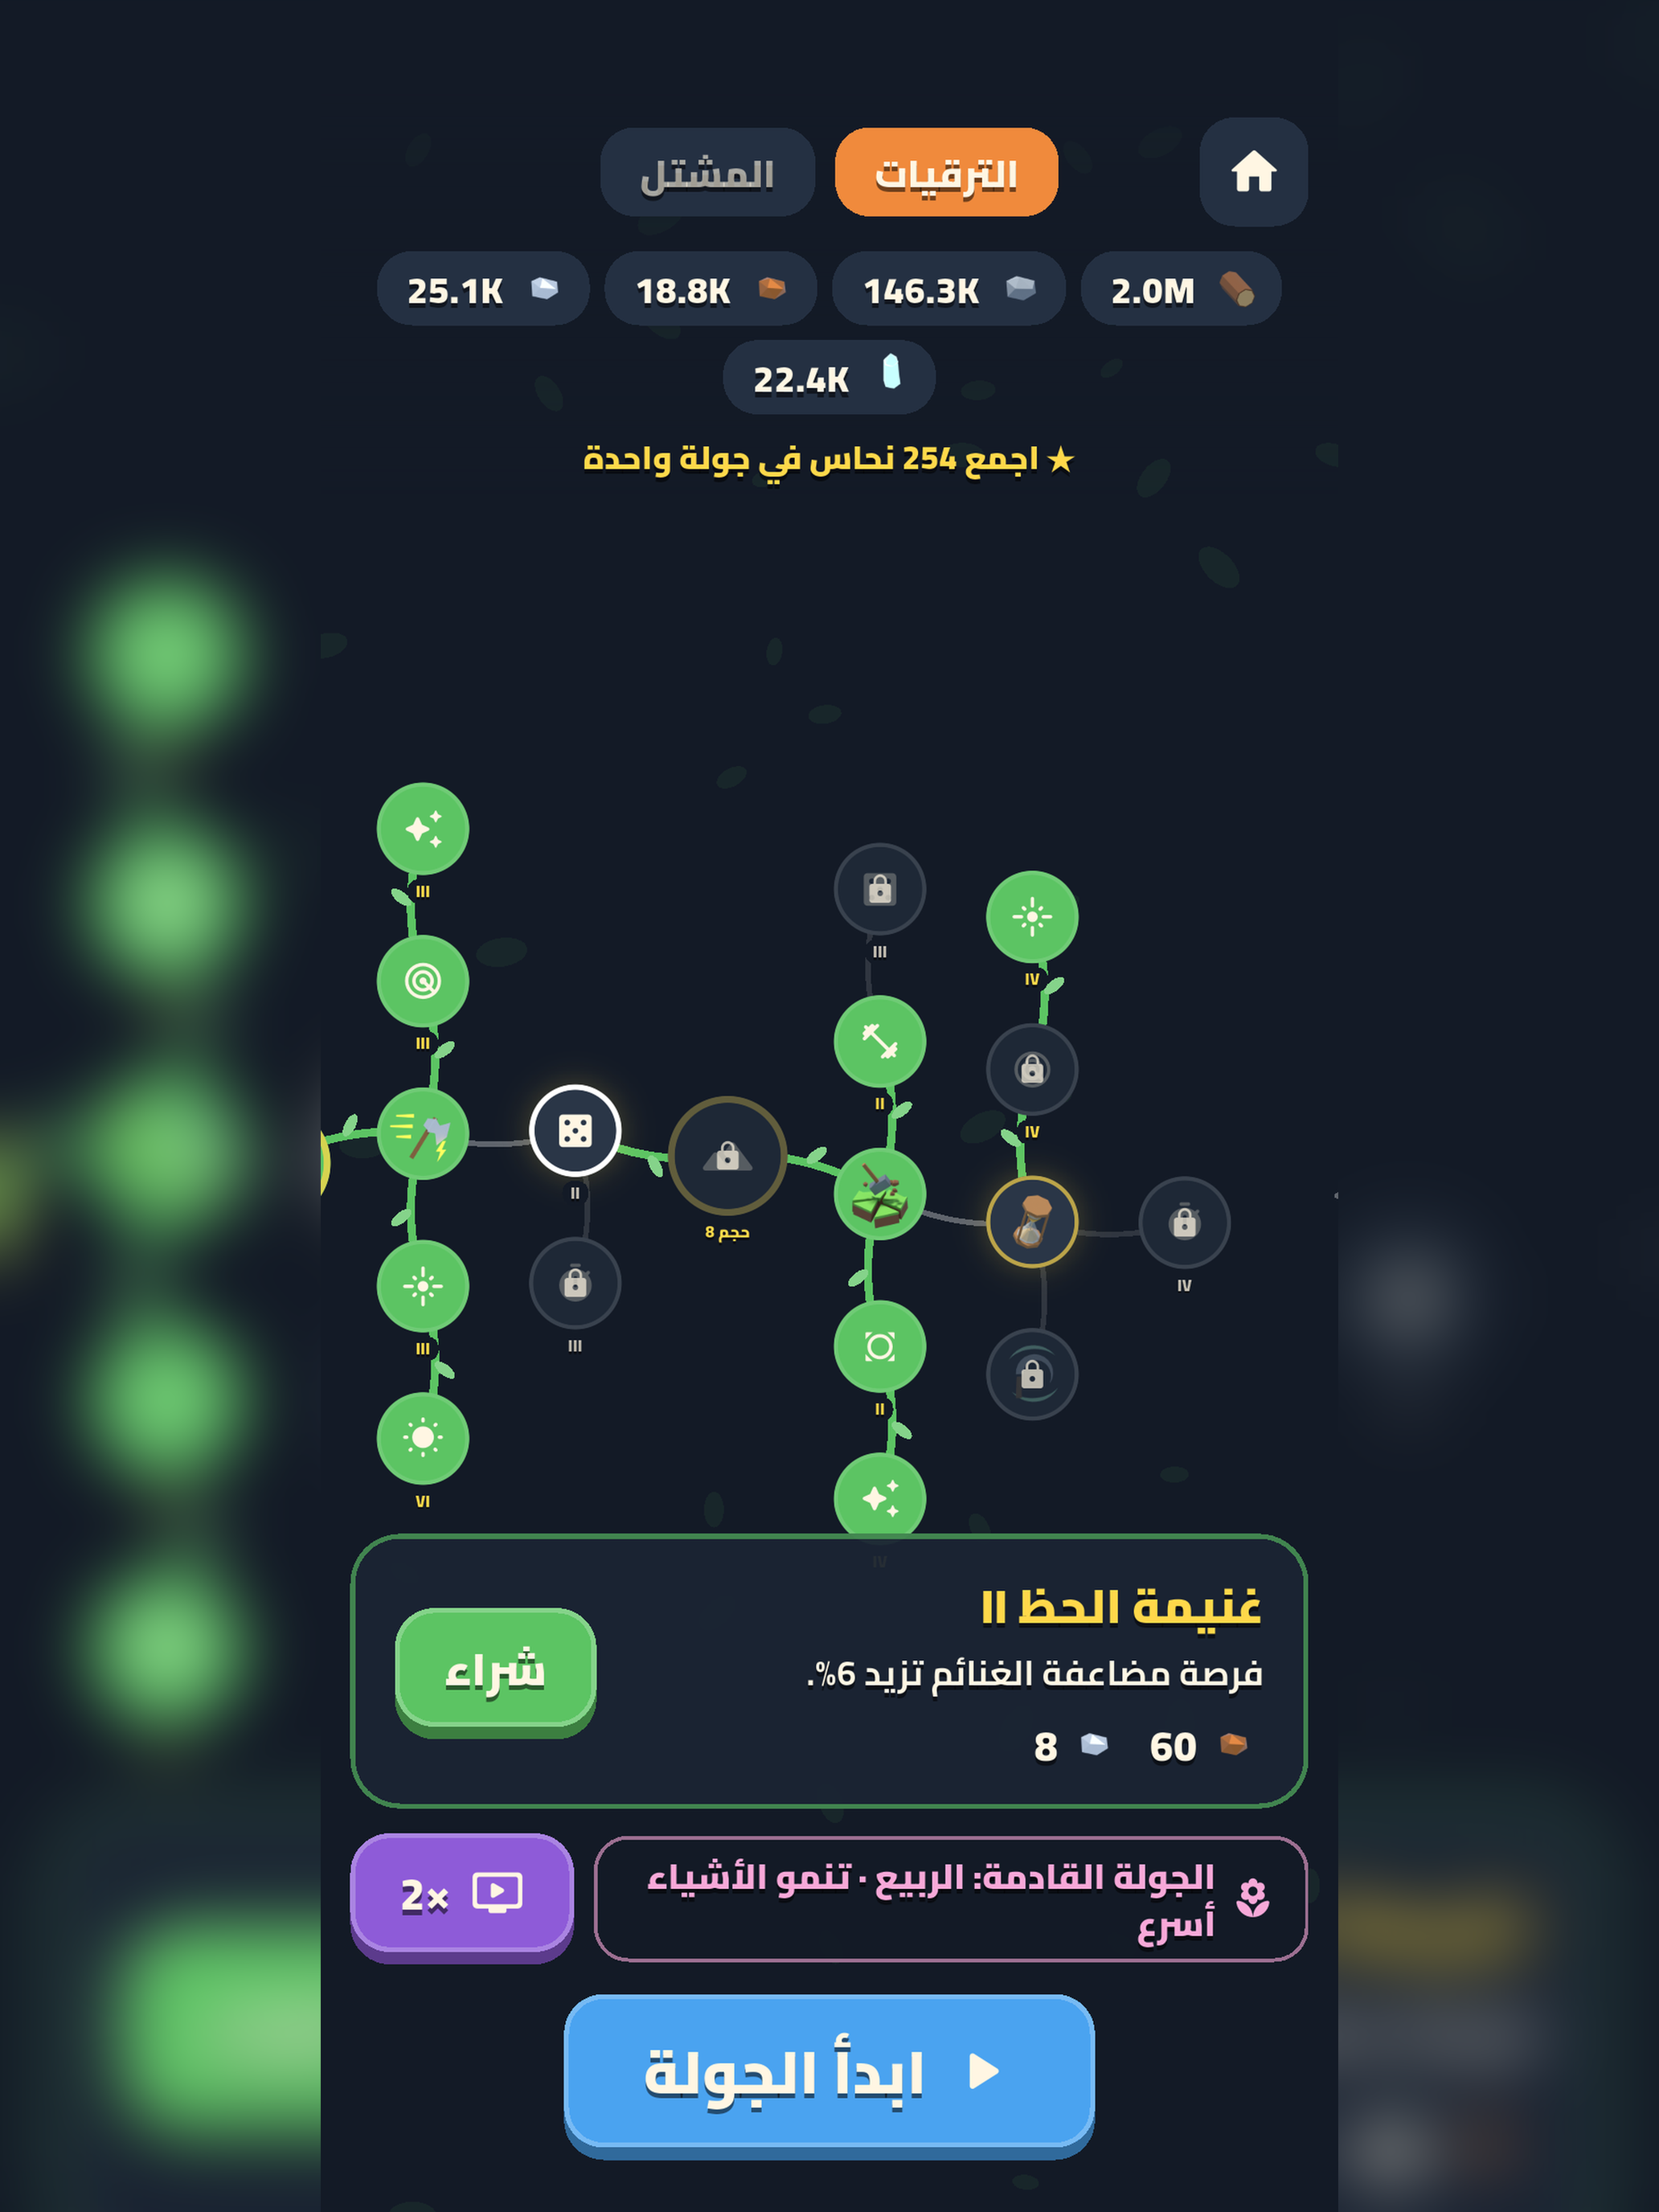 الترقيات
المشتل
2.0M
146.3K
18.8K
25.1K
22.4K
★ اجمع 254 نحاس في جولة واحدة
III
III
IV
III
IV
II
II
حجم 8
IV
III
III
II
VI
IV
غنيمة الحظ II
فرصة مضاعفة الغنائم تزيد 6%.
60
8
شراء
الجولة القادمة: الربيع · تنمو الأشياء
أسرع
2×
ابدأ الجولة